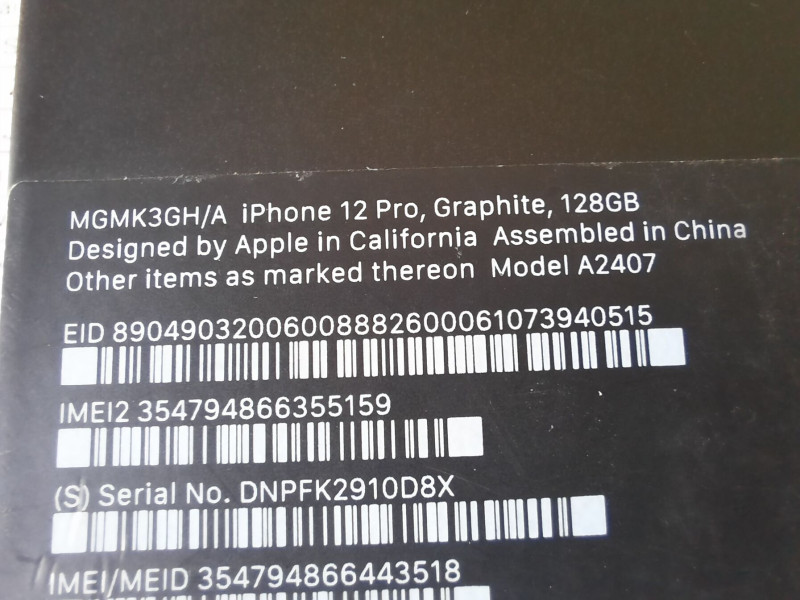 MGMK3GH/A iPhone 12 Pro, Graphite, 128GB
Designed by Apple in California Assembled in China
Other items as marked thereon Model A2407
EID 89049032006008882600061073940515
IMEI2 354794866355159
(S) Serial No. DNPFK2910D8X
IMEI/MEID 354794866443518